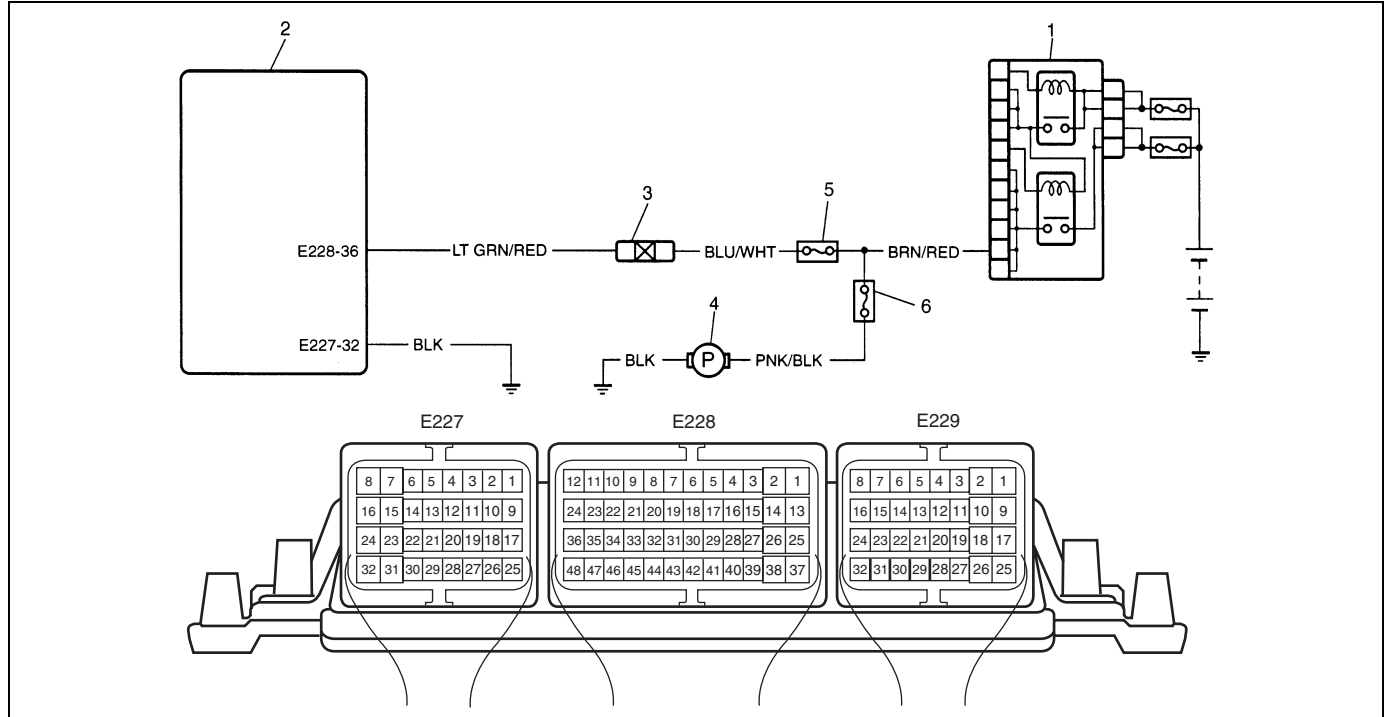 2
1
3
5
E228-36
LT GRN/RED
BLU/WHT
BRN/RED
6
4
E227-32
BLK
BLK
P
PNK/BLK
E227
E228
E229
8 7 6 5 4 3 2 1
12 11 10 9 8 7 6 5 4 3 2 1
8 7 6 5 4 3 2 1
16 15 14 13 12 11 10 9
24 23 22 21 20 19 18 17 16 15 14 13
16 15 14 13 12 11 10 9
24 23 22 21 20 19 18 17
36 35 34 33 32 31 30 29 28 27 26 25
24 23 22 21 20 19 18 17
32 31 30 29 28 27 26 25
48 47 46 45 44 43 42 41 40 39 38 37
32 31 30 29 28 27 26 25